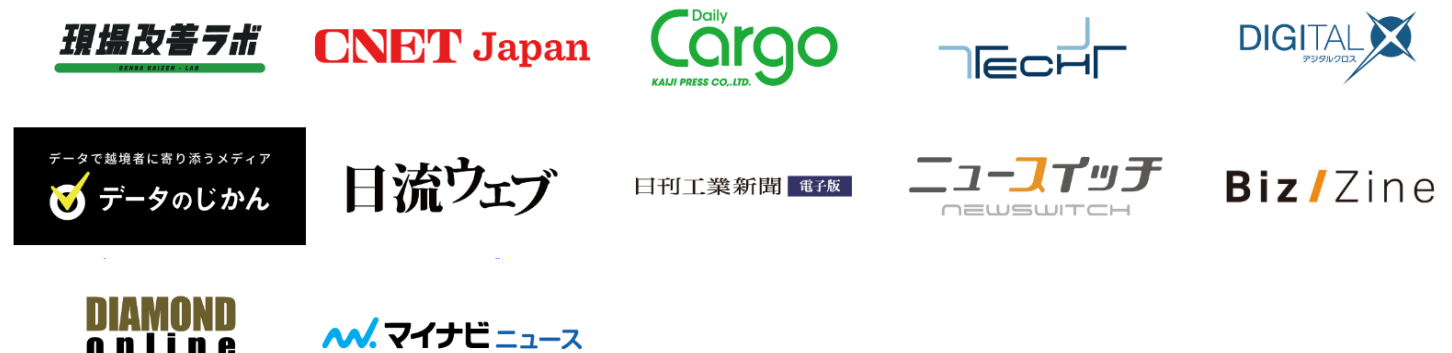 現場改善ラボ
GENBA KAIZEN - LAB
CNET Japan
Daily
Cargo
KAIJI PRESS CO,.LTD.
TECH+
DIGITAL X
デジタルクロス
データで越境者に寄り添うメディア
データのじかん
日流ウェブ
日刊工業新聞 電子版
ニュースイッチ
NEWSWITCH
Biz/Zine
DIAMOND
online
マイナビニュース